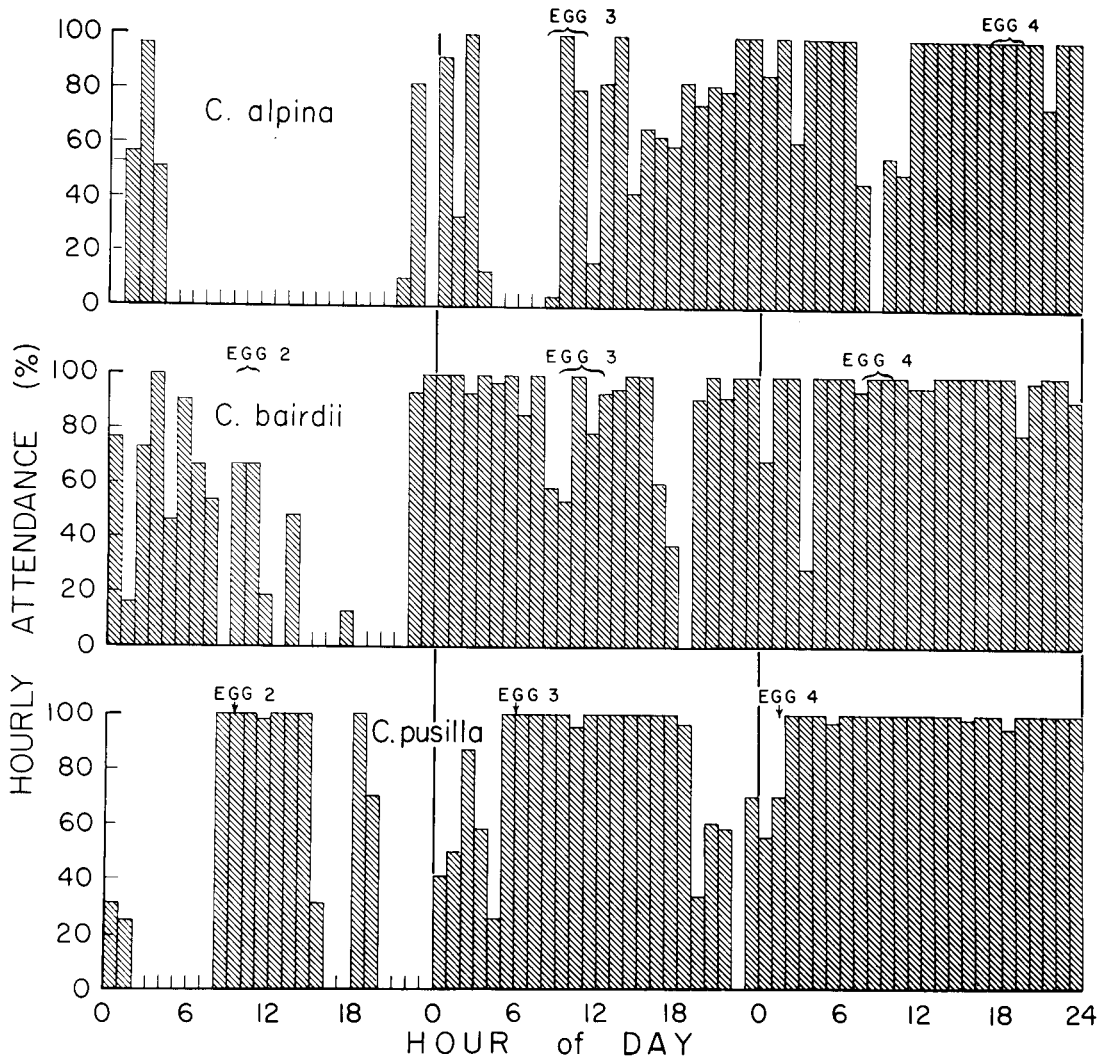 EGG 3
EGG 4
100
80
60
40
20
0
C. alpina
EGG 2
EGG 3
EGG 4
100
80
60
40
20
0
C. bairdii
EGG 2
EGG 3
EGG 4
100
80
60
40
20
0
C. pusilla
HOURLY ATTENDANCE (%)
0 6 12 18 0 6 12 18 0 6 12 18 24
HOUR of DAY